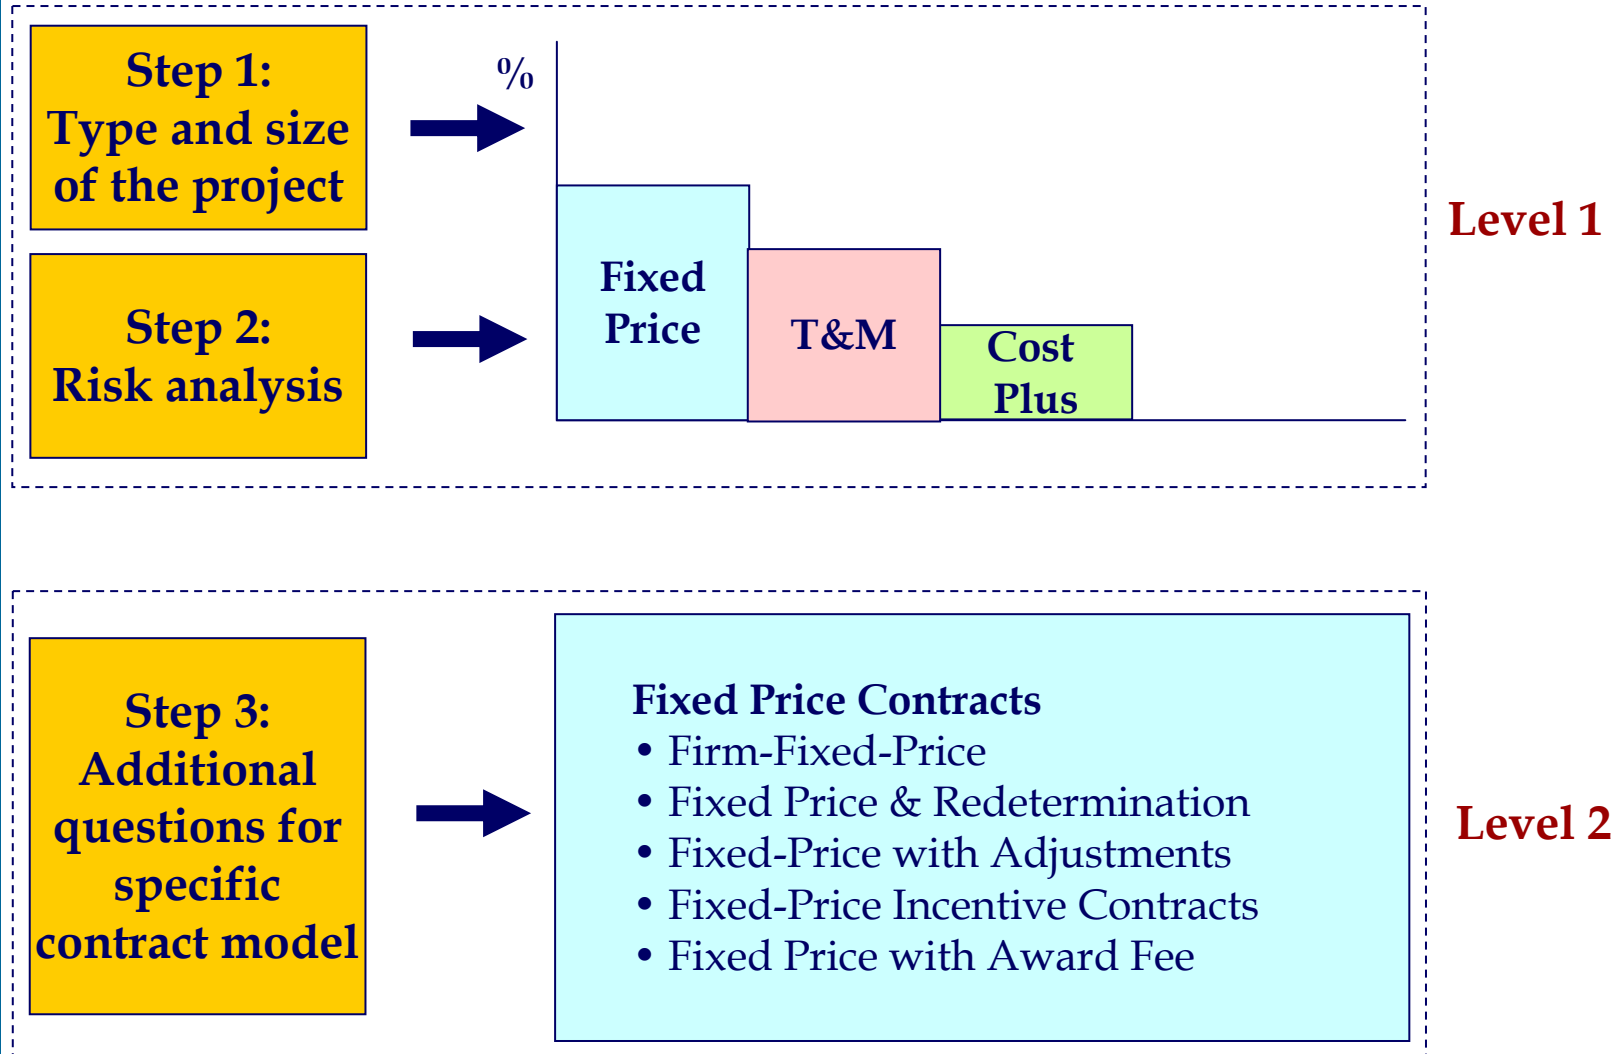 Step 1:
Type and size
of the project
%
Fixed
Price
T&M
Cost
Plus
Step 2:
Risk analysis
Level 1
Step 3:
Additional
questions for
specific
contract model
Fixed Price Contracts
• Firm-Fixed-Price
• Fixed Price & Redetermination
• Fixed-Price with Adjustments
• Fixed-Price Incentive Contracts
• Fixed Price with Award Fee
Level 2